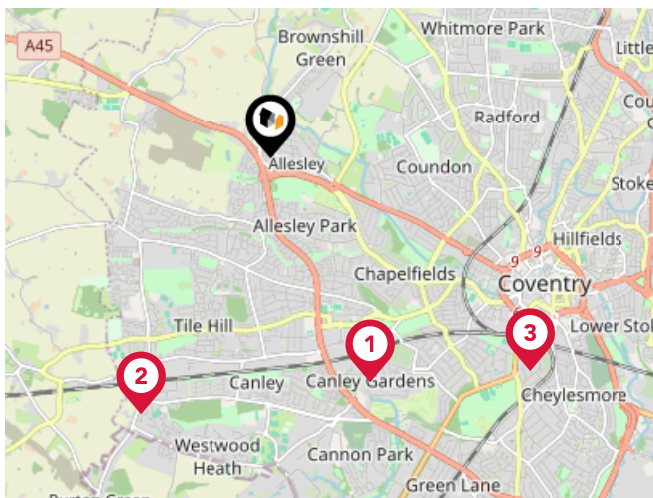 Whitmore Park
Brownshill
Green
A45
Little
Radford
Cou
Allesley
Coundon
Stoke
Allesley Park
Hillfields
9
9
Chapelfields
Coventry
Tile Hill
3
Lower Stok
1
2
Canley
Canley Gardens
Cheylesmore
Westwood
Heath
Cannon Park
Green Lane